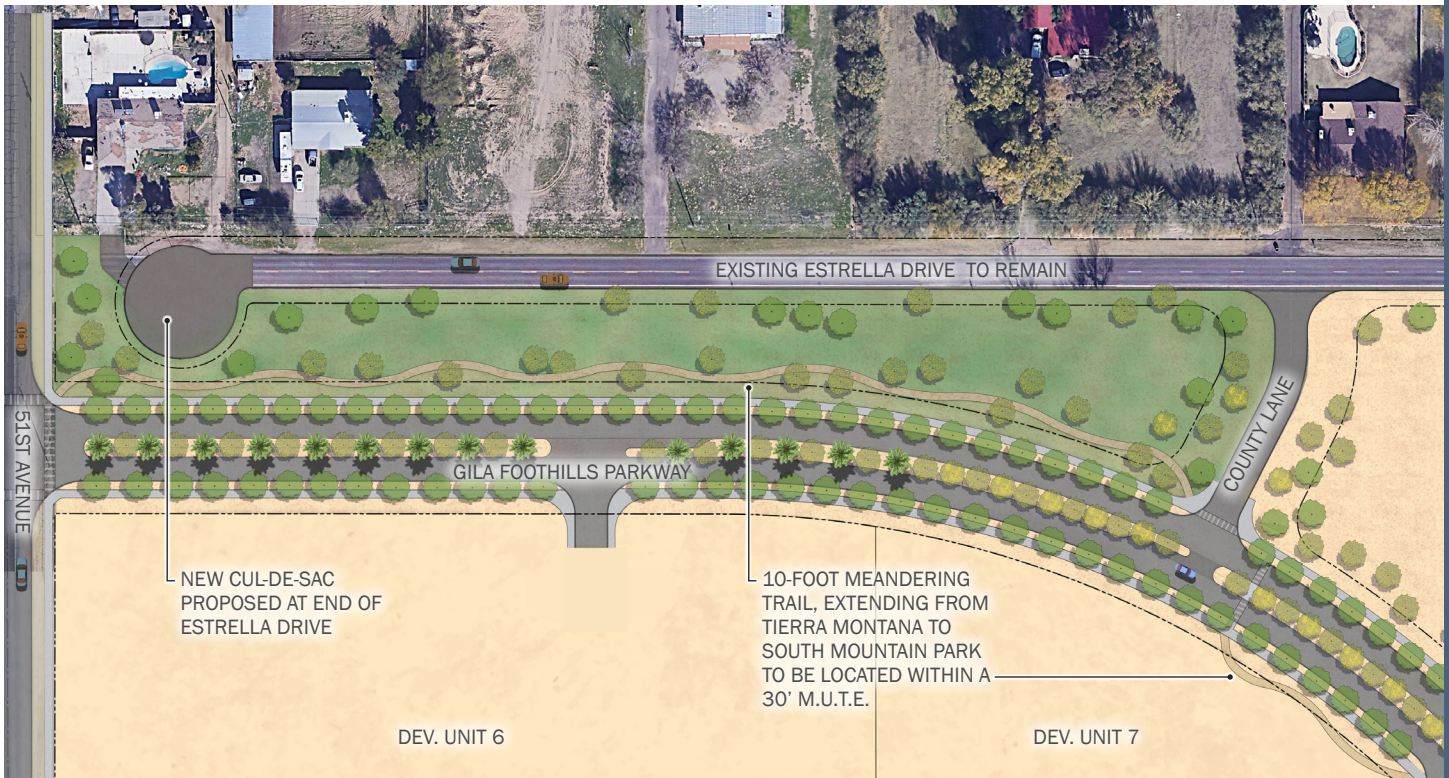 EXISTING ESTRELLA DRIVE TO REMAIN
51ST AVENUE
GILA FOOTHILLS PARKWAY
COUNTY LANE
NEW CUL-DE-SAC
PROPOSED AT END OF
ESTRELLA DRIVE
10-FOOT MEANDERING
TRAIL, EXTENDING FROM
TIERRA MONTANA TO
SOUTH MOUNTAIN PARK
TO BE LOCATED WITHIN A
30' M.U.T.E.
DEV. UNIT 6
DEV. UNIT 7